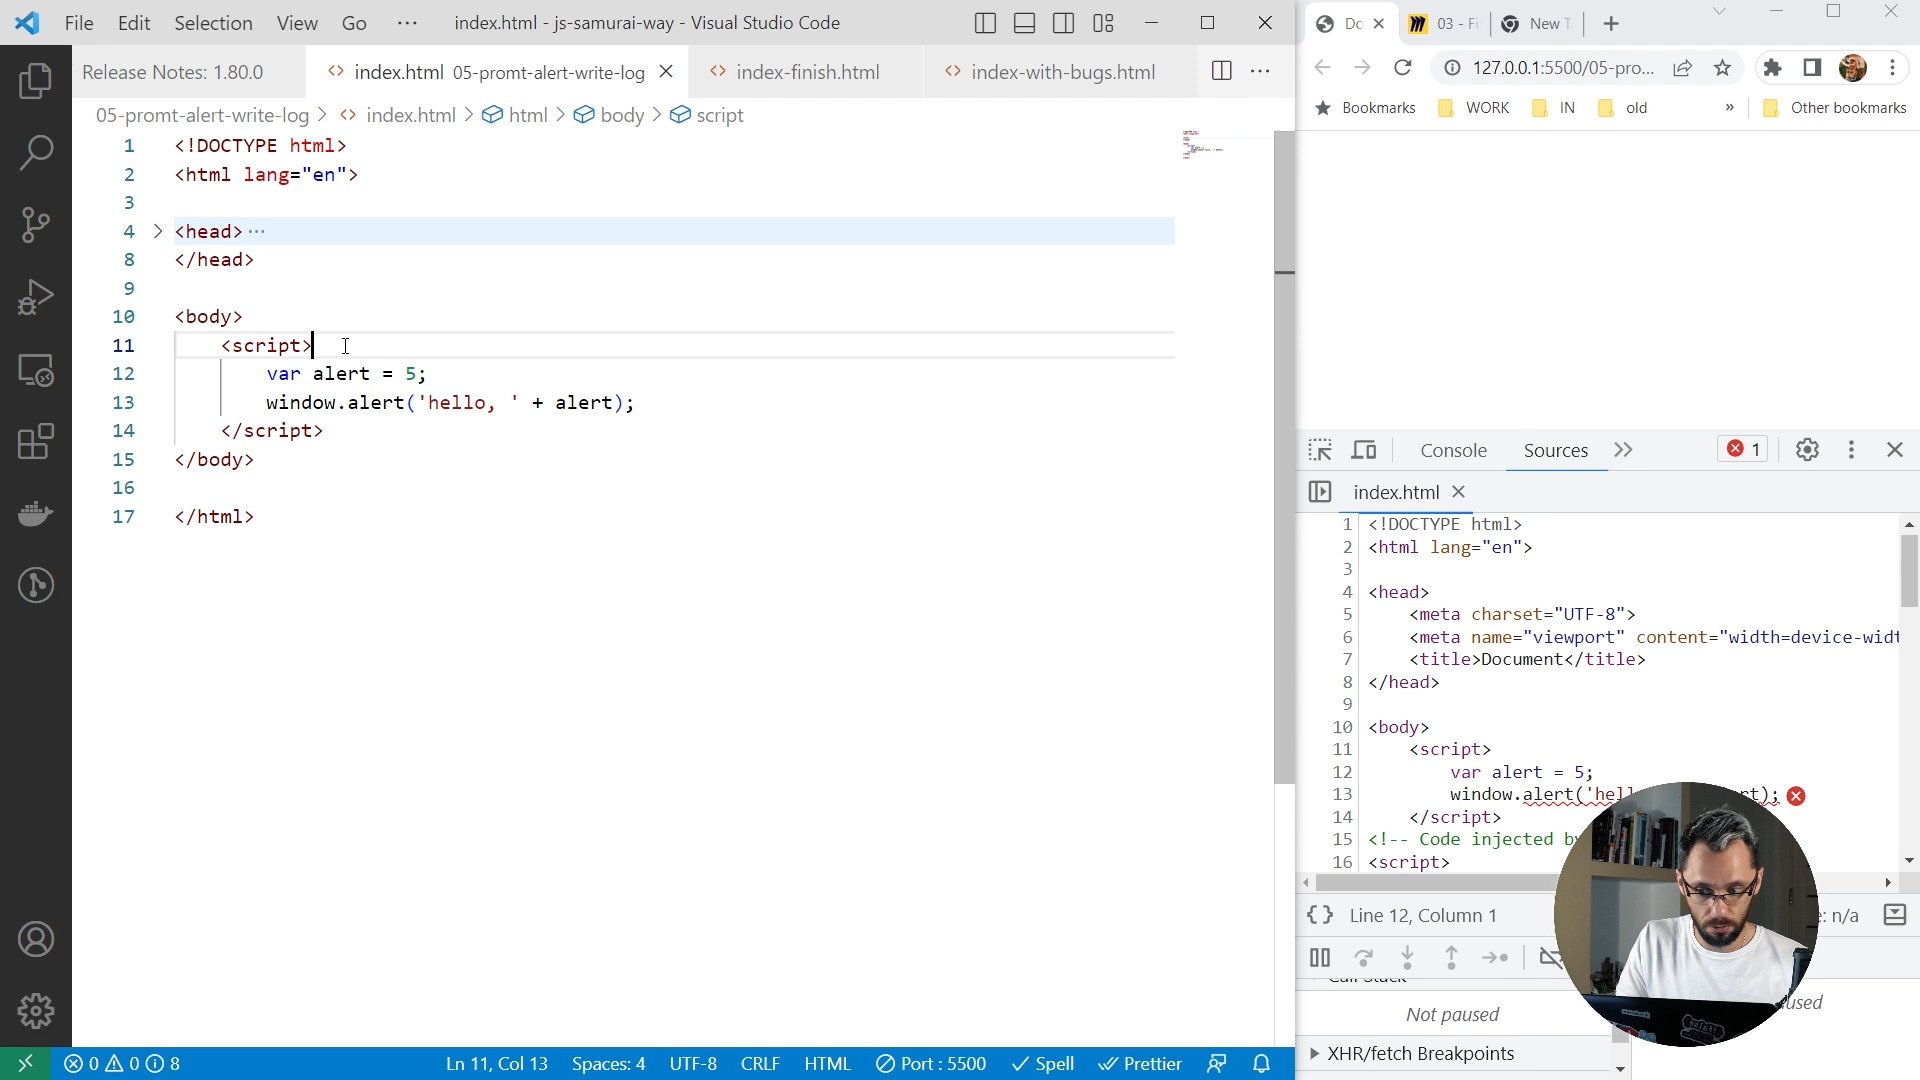 File Edit Selection View Go ··· index.html - js-samurai-way - Visual Studio Code
Release Notes: 1.80.0 <> index.html 05-promt-alert-write-log <> index-finish.html <> index-with-bugs.html ···
05-promt-alert-write-log > <> index.html > html > body > script
1 <!DOCTYPE html>
2 <html lang="en">
3
4 <head>···
8 </head>
9
10 <body>
11 <script>
12 var alert = 5;
13 window.alert('hello, ' + alert);
14 </script>
15 </body>
16
17 </html>
0 0 8 Ln 11, Col 13 Spaces: 4 UTF-8 CRLF HTML Port : 5500 Spell Prettier
Do 03 - Fi New T
127.0.0.1:5500/05-pro...
Bookmarks WORK IN old » Other bookmarks
Console Sources 1
index.html
1 <!DOCTYPE html>
2 <html lang="en">
3
4 <head>
5 <meta charset="UTF-8">
6 <meta name="viewport" content="width=device-widt
7 <title>Document</title>
8 </head>
9
10 <body>
11 <script>
12 var alert = 5;
13 window.alert('hell rt);
14 </script>
15 <!-- Code injected by
16 <script>
{} Line 12, Column 1 : n/a
Call Stack
Not paused
XHR/fetch Breakpoints